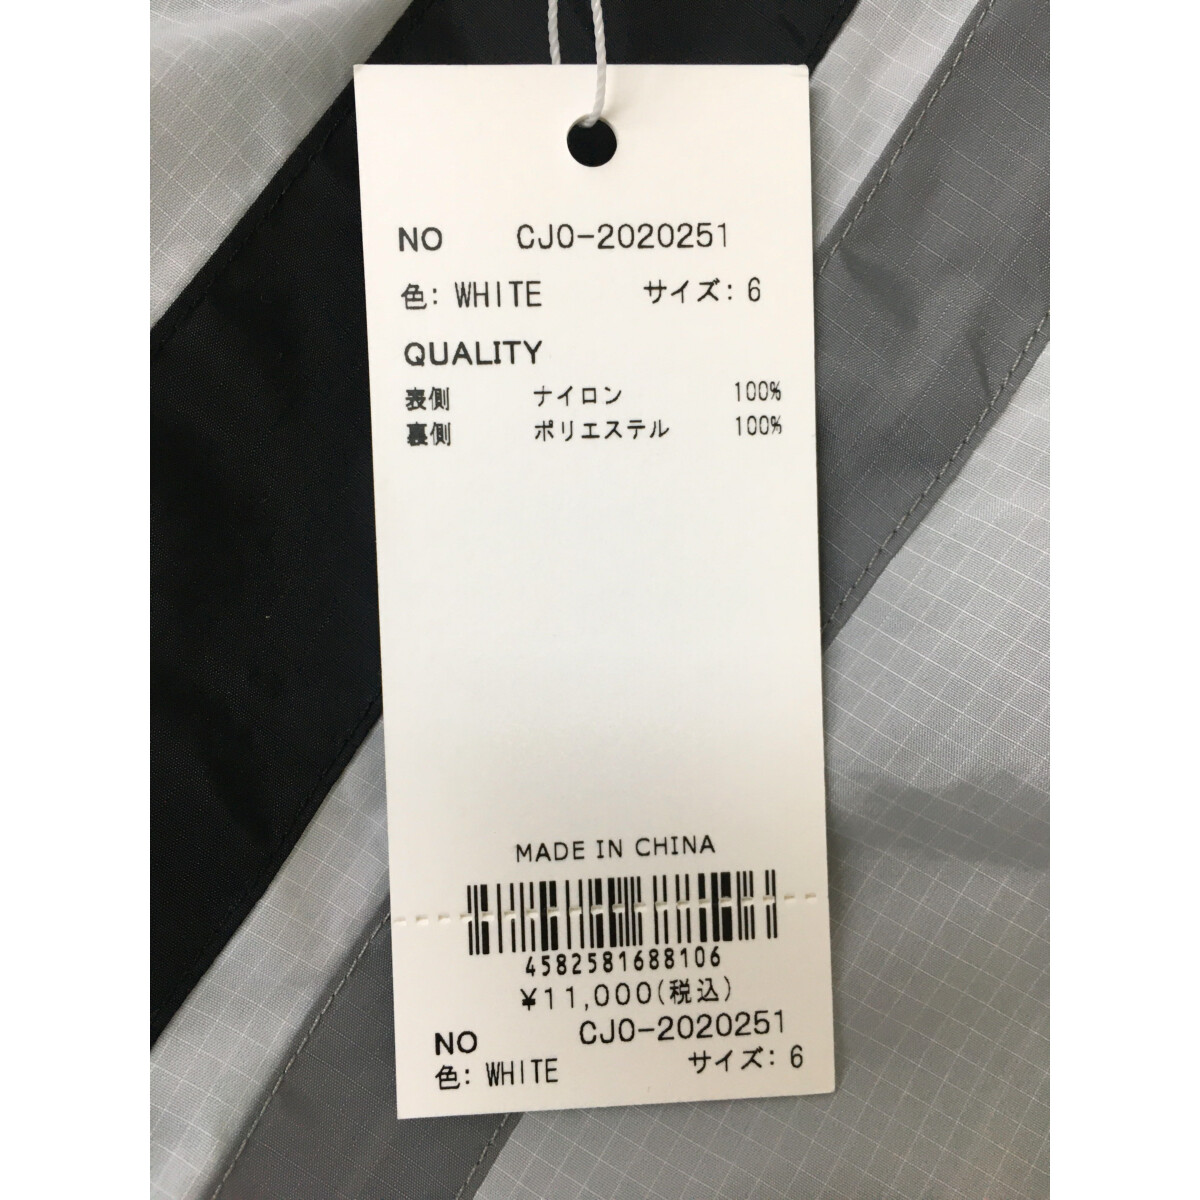 NO CJO-2020251
色: WHITE サイズ: 6
QUALITY
表側 ナイロン 100%
裏側 ポリエステル 100%
MADE IN CHINA
4582581688106
¥11,000(税込)
NO CJO-2020251
色: WHITE サイズ: 6